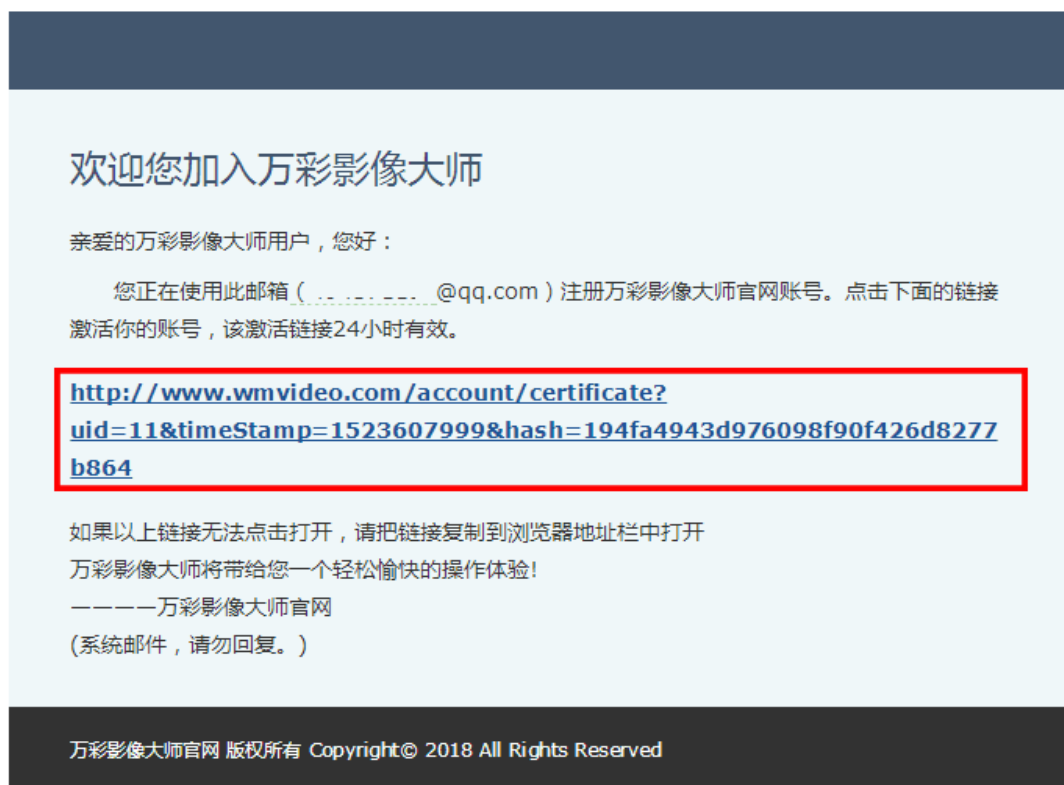 欢迎您加入万彩影像大师
亲爱的万彩影像大师用户，您好：
您正在使用此邮箱（ @qq.com）注册万彩影像大师官网账号。点击下面的链接
激活你的账号，该激活链接24小时有效。
http://www.wmvideo.com/account/certificate?
uid=11&timeStamp=1523607999&hash=194fa4943d976098f90f426d8277
b864
如果以上链接无法点击打开，请把链接复制到浏览器地址栏中打开
万彩影像大师将带给您一个轻松愉快的操作体验!
————万彩影像大师官网
(系统邮件，请勿回复。)
万彩影像大师官网 版权所有 Copyright© 2018 All Rights Reserved